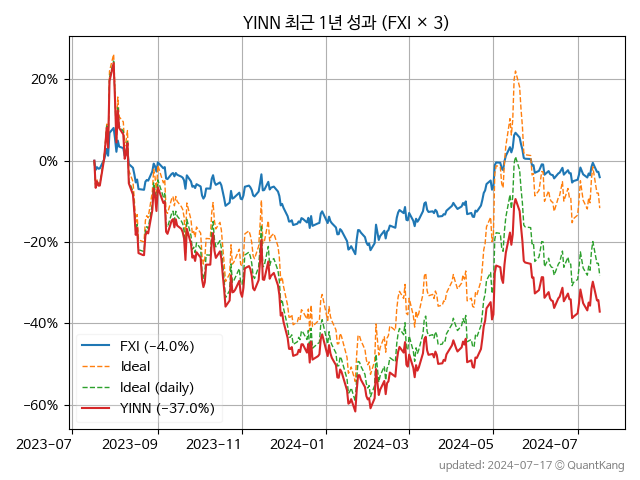 YINN 최근 1년 성과 (FXI × 3)
20%
0%
−20%
−40%
−60%
FXI (−4.0%)
Ideal
Ideal (daily)
YINN (−37.0%)
2023−07
2023−09
2023−11
2024−01
2024−03
2024−05
2024−07
updated: 2024-07-17 © QuantKang